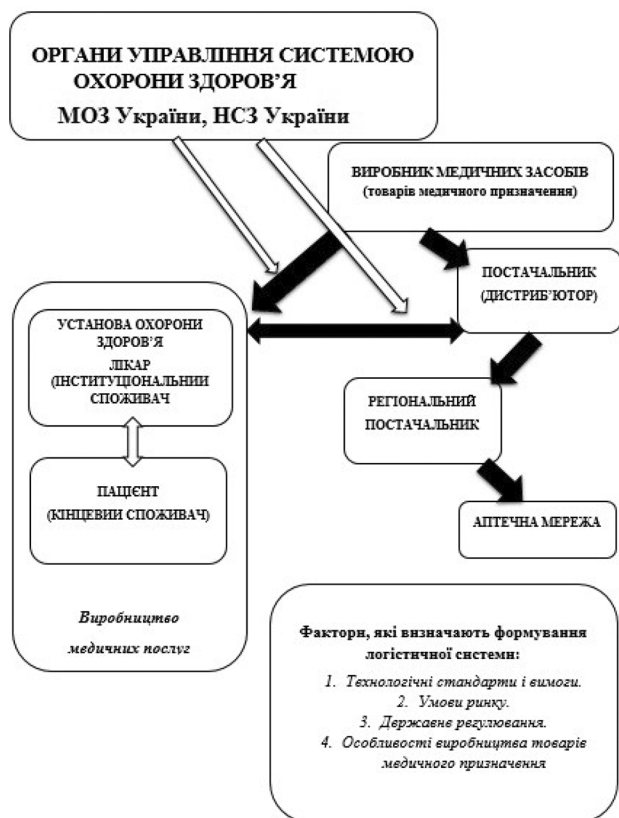 ОРГАНИ УПРАВЛІННЯ СИСТЕМОЮ
ОХОРОНИ ЗДОРОВ’Я
МОЗ України, НСЗ України
ВИРОБНИК МЕДИЧНИХ ЗАСОБІВ
(товарів медичного призначення)
ПОСТАЧАЛЬНИК
(ДИСТРИБ’ЮТОР)
УСТАНОВА ОХОРОНИ
ЗДОРОВ’Я
ЛІКАР
(ІНСТИТУЦІОНАЛЬНИИ
СПОЖИВАЧ
РЕГІОНАЛЬНИЙ
ПОСТАЧАЛЬНИК
ПАЦІЄНТ
(КІНЦЕВИИ СПОЖИВАЧ)
АПТЕЧНА МЕРЕЖА
Виробництво
медичних послуг
Фактори, які визначають формування
логістичної системи:
1. Технологічні стандарти і вимоги.
2. Умови ринку.
3. Державне регулювання.
4. Особливості виробництва товарів
медичного призначення